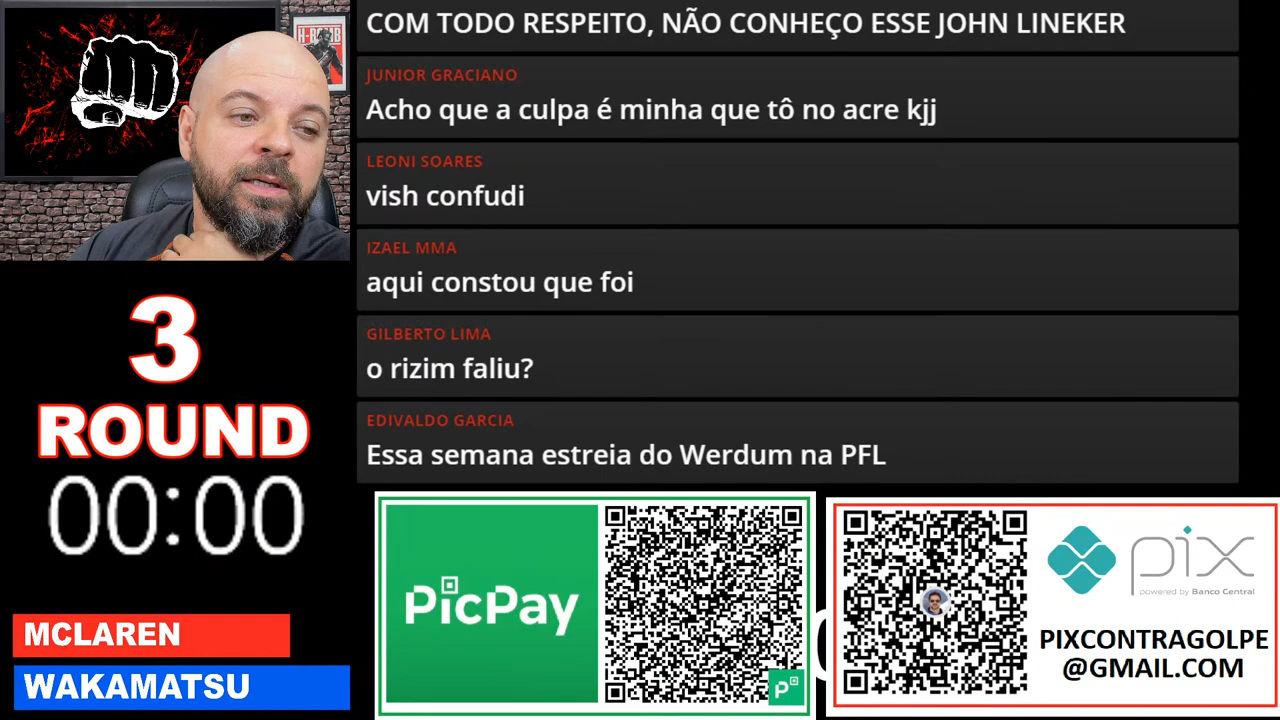 H-BOMB
COM TODO RESPEITO, NÃO CONHEÇO ESSE JOHN LINEKER
JUNIOR GRACIANO
Acho que a culpa é minha que tô no acre kjj
LEONI SOARES
vish confudi
IZAEL MMA
aqui constou que foi
GILBERTO LIMA
o rizim faliu?
EDIVALDO GARCIA
Essa semana estreia do Werdum na PFL
3
ROUND
00:00
MCLAREN
WAKAMATSU
PicPay
P
pix
powered by Banco Central
PIXCONTRAGOLPE
@GMAIL.COM